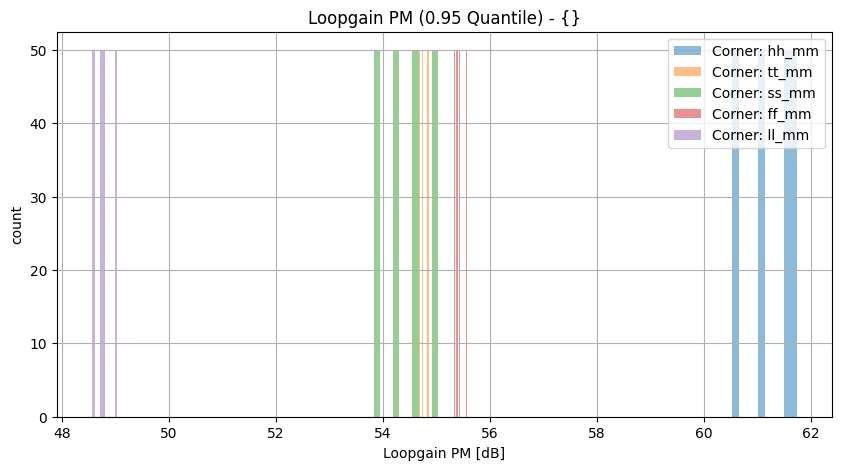 Loopgain PM (0.95 Quantile) - {}
count
50
40
30
20
10
0
Corner: hh_mm
Corner: tt_mm
Corner: ss_mm
Corner: ff_mm
Corner: ll_mm
48 50 52 54 56 58 60 62
Loopgain PM [dB]